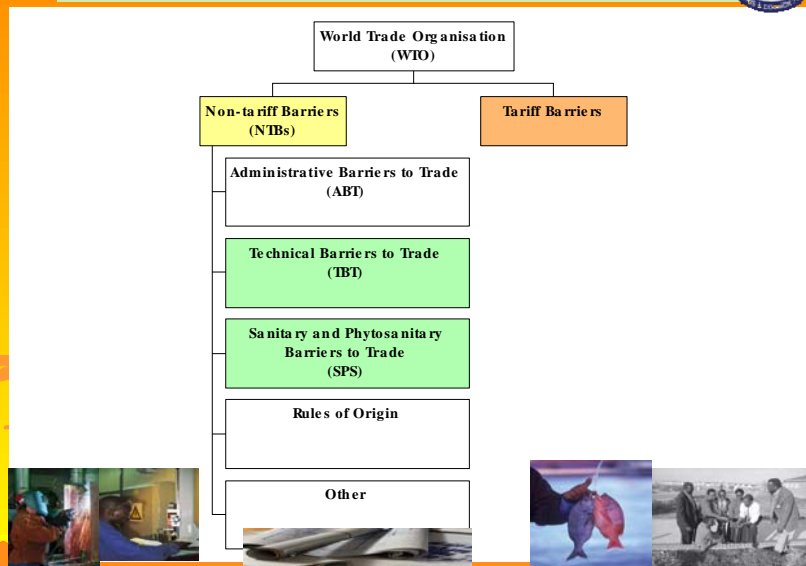 World Trade Organisation
(WTO)
Non-tariff Barriers
(NTBs)
Tariff Barriers
Administrative Barriers to Trade
(ABT)
Technical Barriers to Trade
(TBT)
Sanitary and Phytosanitary
Barriers to Trade
(SPS)
Rules of Origin
Other